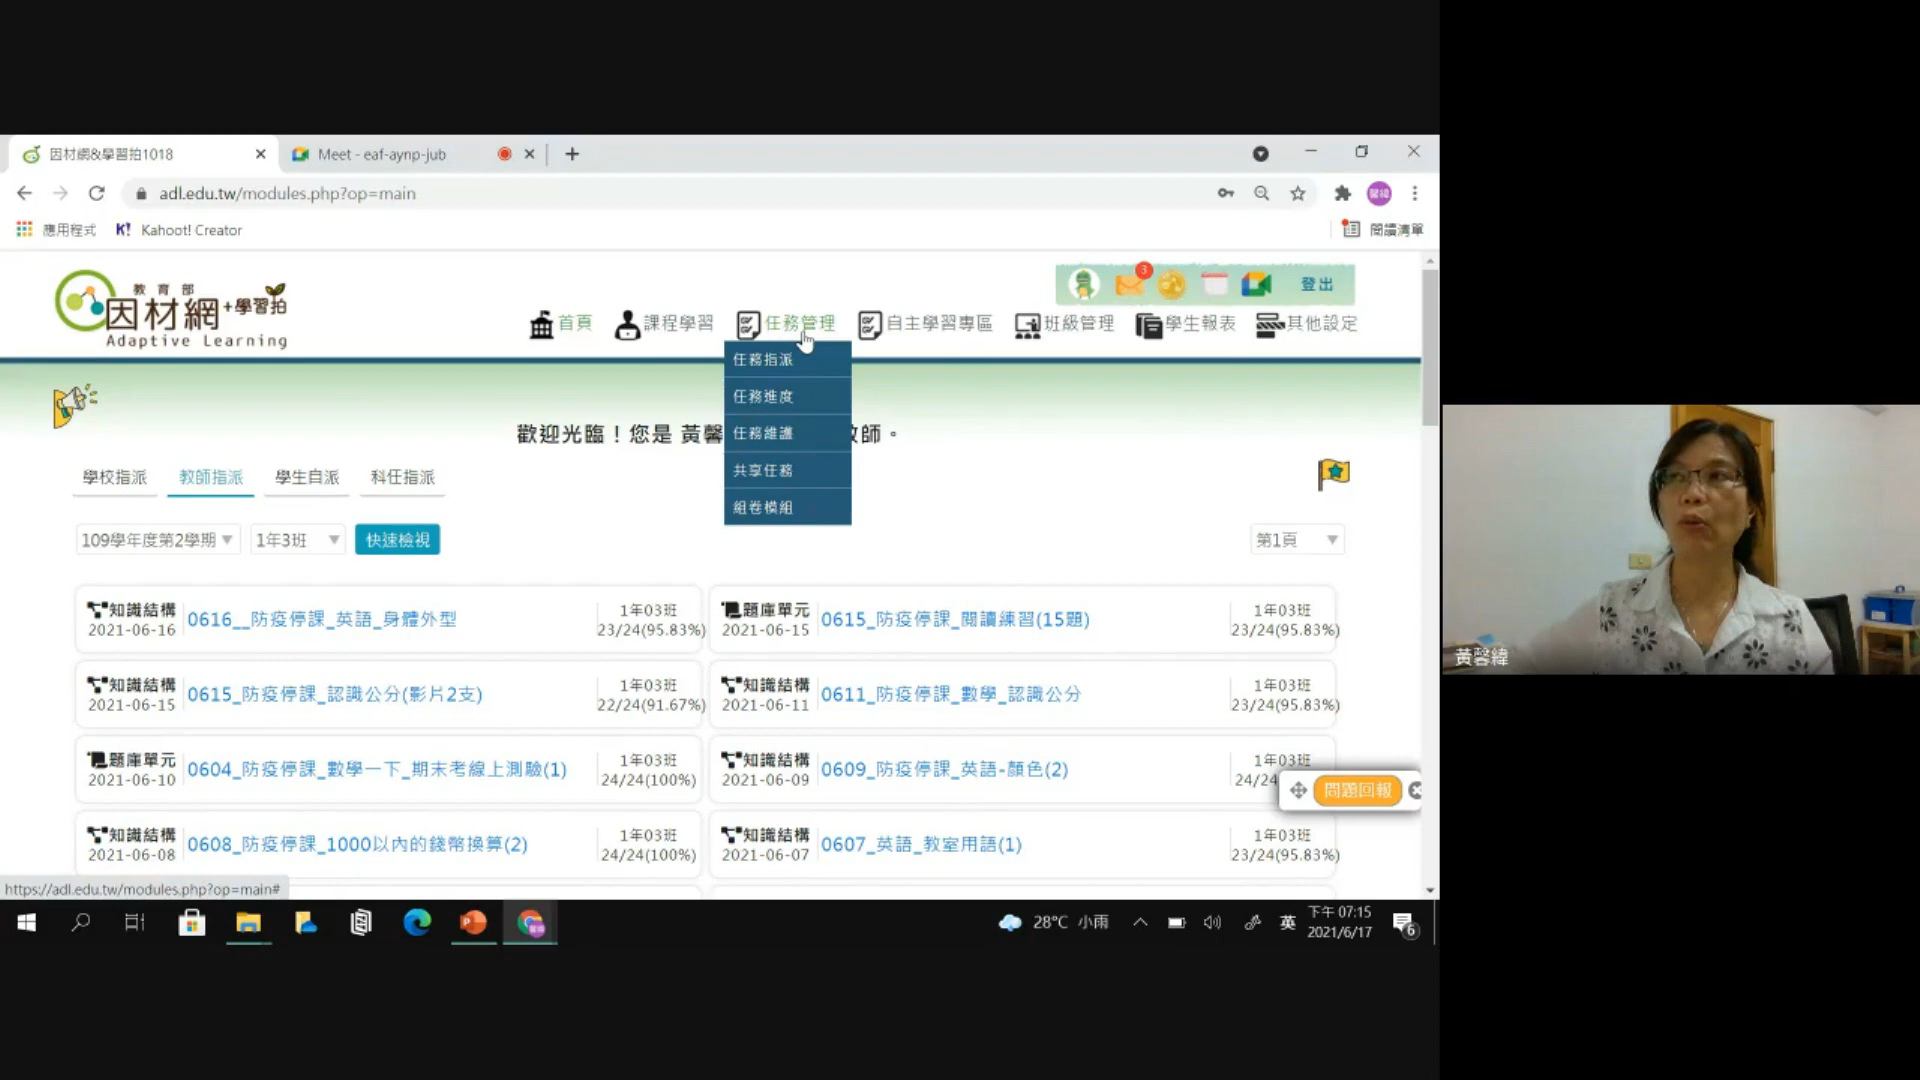 因材網&學習拍1018
Meet - eaf-aynp-jub
adl.edu.tw/modules.php?op=main
應用程式
K! Kahoot! Creator
閱讀清單
教育部
因材網+學習拍
Adaptive Learning
3
登出
首頁
課程學習
任務管理
自主學習專區
班級管理
學生報表
其他設定
任務指派
任務進度
任務維護
共享任務
組卷模組
歡迎光臨!您是 黃馨
教師。
學校指派
教師指派
學生自派
科任指派
109學年度第2學期
1年3班
快速檢視
第1頁
知識結構
2021-06-16
0616__防疫停課_英語_身體外型
1年03班
23/24(95.83%)
題庫單元
2021-06-15
0615_防疫停課_閱讀練習(15題)
1年03班
23/24(95.83%)
知識結構
2021-06-15
0615_防疫停課_認識公分(影片2支)
1年03班
22/24(91.67%)
知識結構
2021-06-11
0611_防疫停課_數學_認識公分
1年03班
23/24(95.83%)
題庫單元
2021-06-10
0604_防疫停課_數學一下_期末考線上測驗(1)
1年03班
24/24(100%)
知識結構
2021-06-09
0609_防疫停課_英語-顏色(2)
1年03班
24/24
問題回報
知識結構
2021-06-08
0608_防疫停課_1000以內的錢幣換算(2)
1年03班
24/24(100%)
知識結構
2021-06-07
0607_英語_教室用語(1)
1年03班
23/24(95.83%)
https://adl.edu.tw/modules.php?op=main#
28°C 小雨
英
下午 07:15
2021/6/17
6
黃馨緯